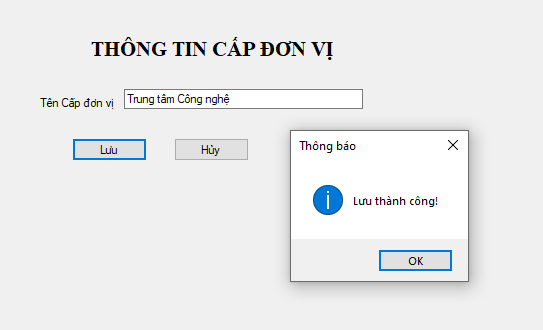 THÔNG TIN CẤP ĐƠN VỊ
Tên Cấp đơn vị
Trung tâm Công nghệ
Lưu
Hủy
Thông báo
Lưu thành công!
OK